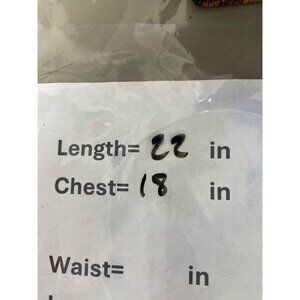 Length= 22 in
Chest= 18 in
Waist= in